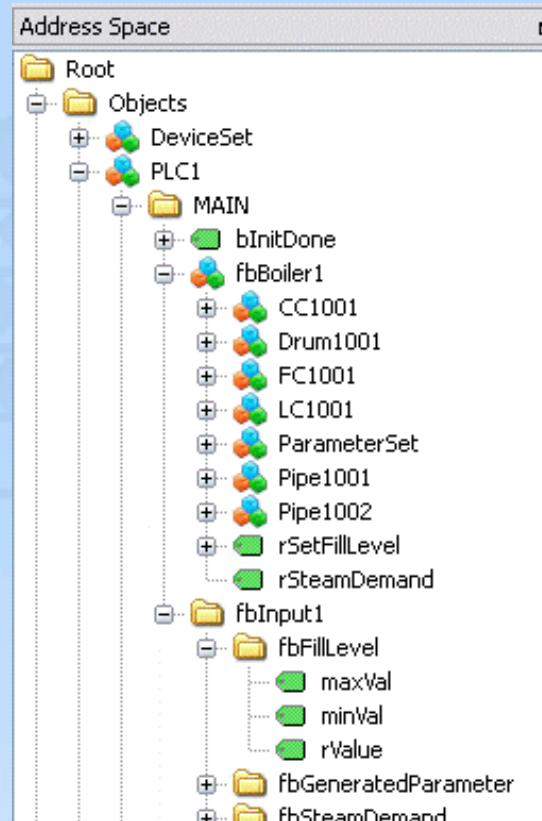 Address Space
Root
Objects
DeviceSet
PLC1
MAIN
bInitDone
fbBoiler1
CC1001
Drum1001
FC1001
LC1001
ParameterSet
Pipe1001
Pipe1002
rSetFillLevel
rSteamDemand
fbInput1
fbFillLevel
maxVal
minVal
rValue
fbGeneratedParameter
fbSteamDemand